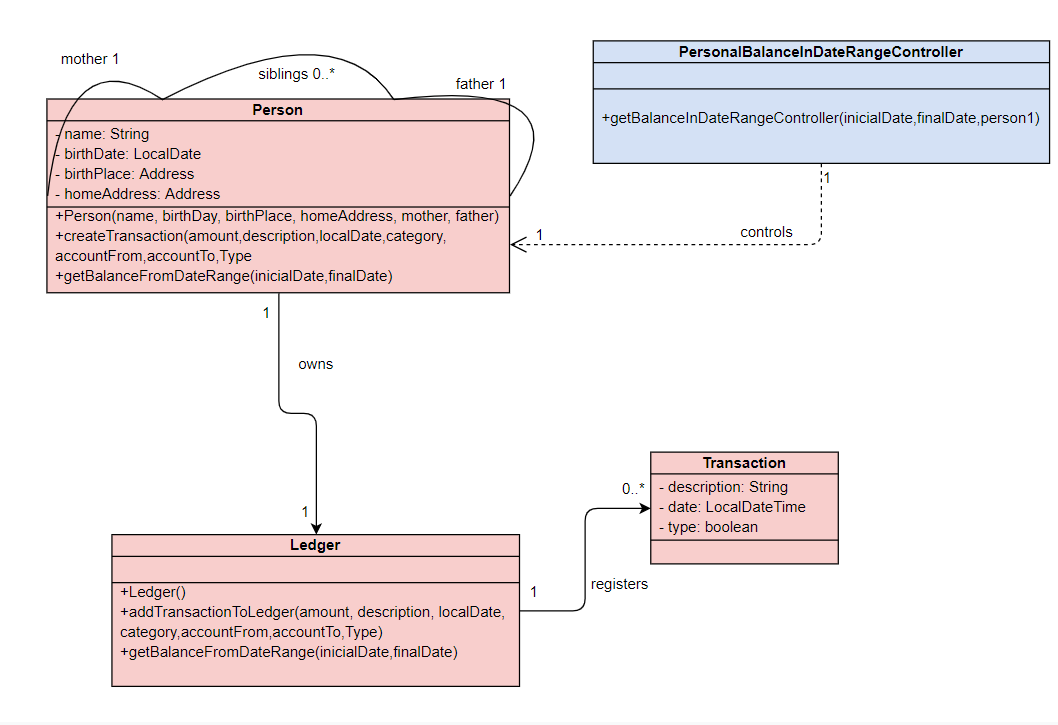 mother 1
siblings 0..*
father 1
Person
- name: String
- birthDate: LocalDate
- birthPlace: Address
- homeAddress: Address
+Person(name, birthDay, birthPlace, homeAddress, mother, father)
+createTransaction(amount,description,localDate,category,
accountFrom,accountTo,Type
+getBalanceFromDateRange(inicialDate,finalDate)
PersonalBalanceInDateRangeController
+getBalanceInDateRangeController(inicialDate,finalDate,person1)
1
controls
1
1
owns
1
Ledger
+Ledger()
+addTransactionToLedger(amount, description, localDate,
category,accountFrom,accountTo,Type)
+getBalanceFromDateRange(inicialDate,finalDate)
1
registers
0..*
Transaction
- description: String
- date: LocalDateTime
- type: boolean